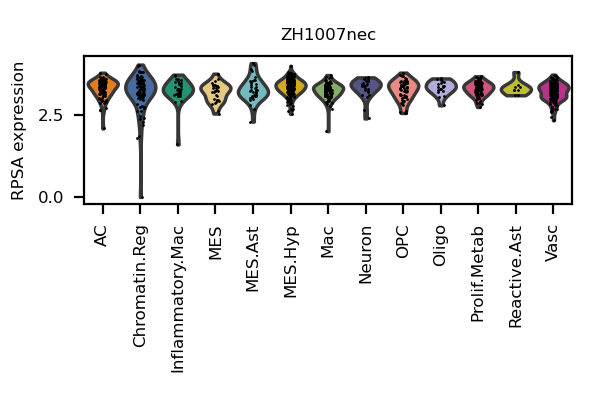 ZH1007nec
RPSA expression
2.5
0.0
AC
Chromatin.Reg
Inflammatory.Mac
MES
MES.Ast
MES.Hyp
Mac
Neuron
OPC
Oligo
Prolif.Metab
Reactive.Ast
Vasc